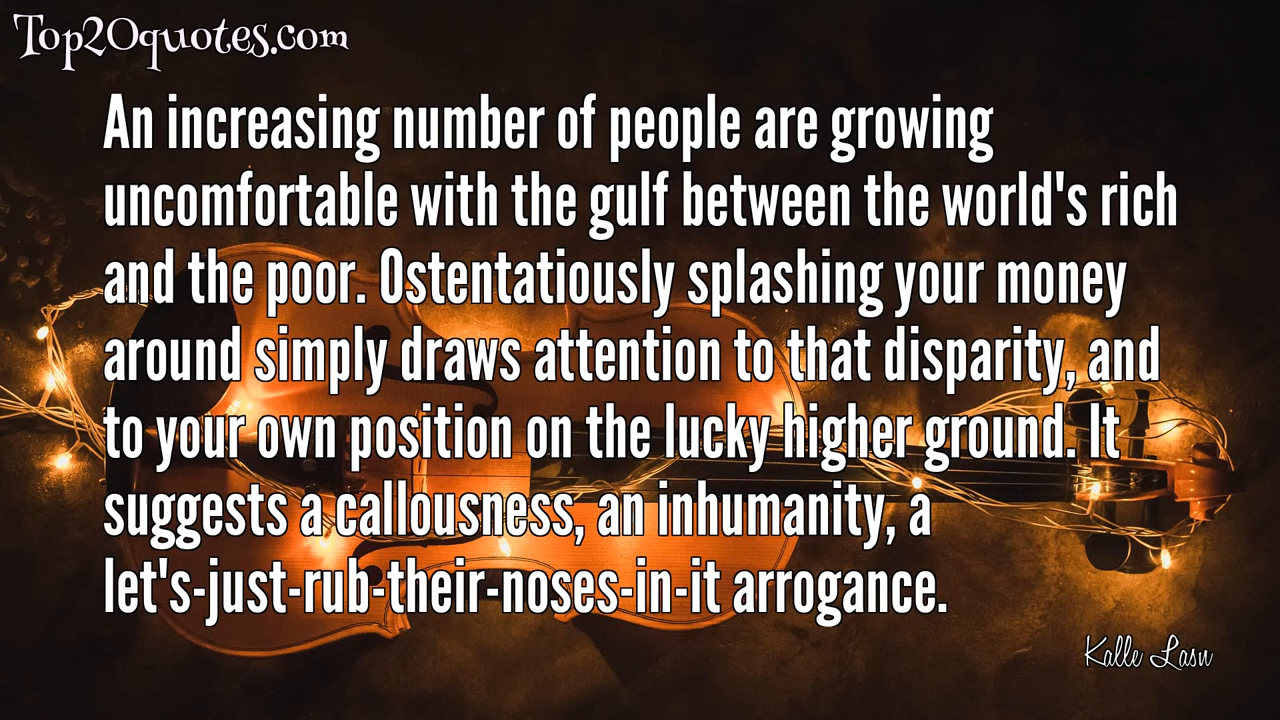 Top20quotes.com
An increasing number of people are growing
uncomfortable with the gulf between the world's rich
and the poor. Ostentatiously splashing your money
around simply draws attention to that disparity, and
to your own position on the lucky higher ground. It
suggests a callousness, an inhumanity, a
let's-just-rub-their-noses-in-it arrogance.
Kalle Lasn